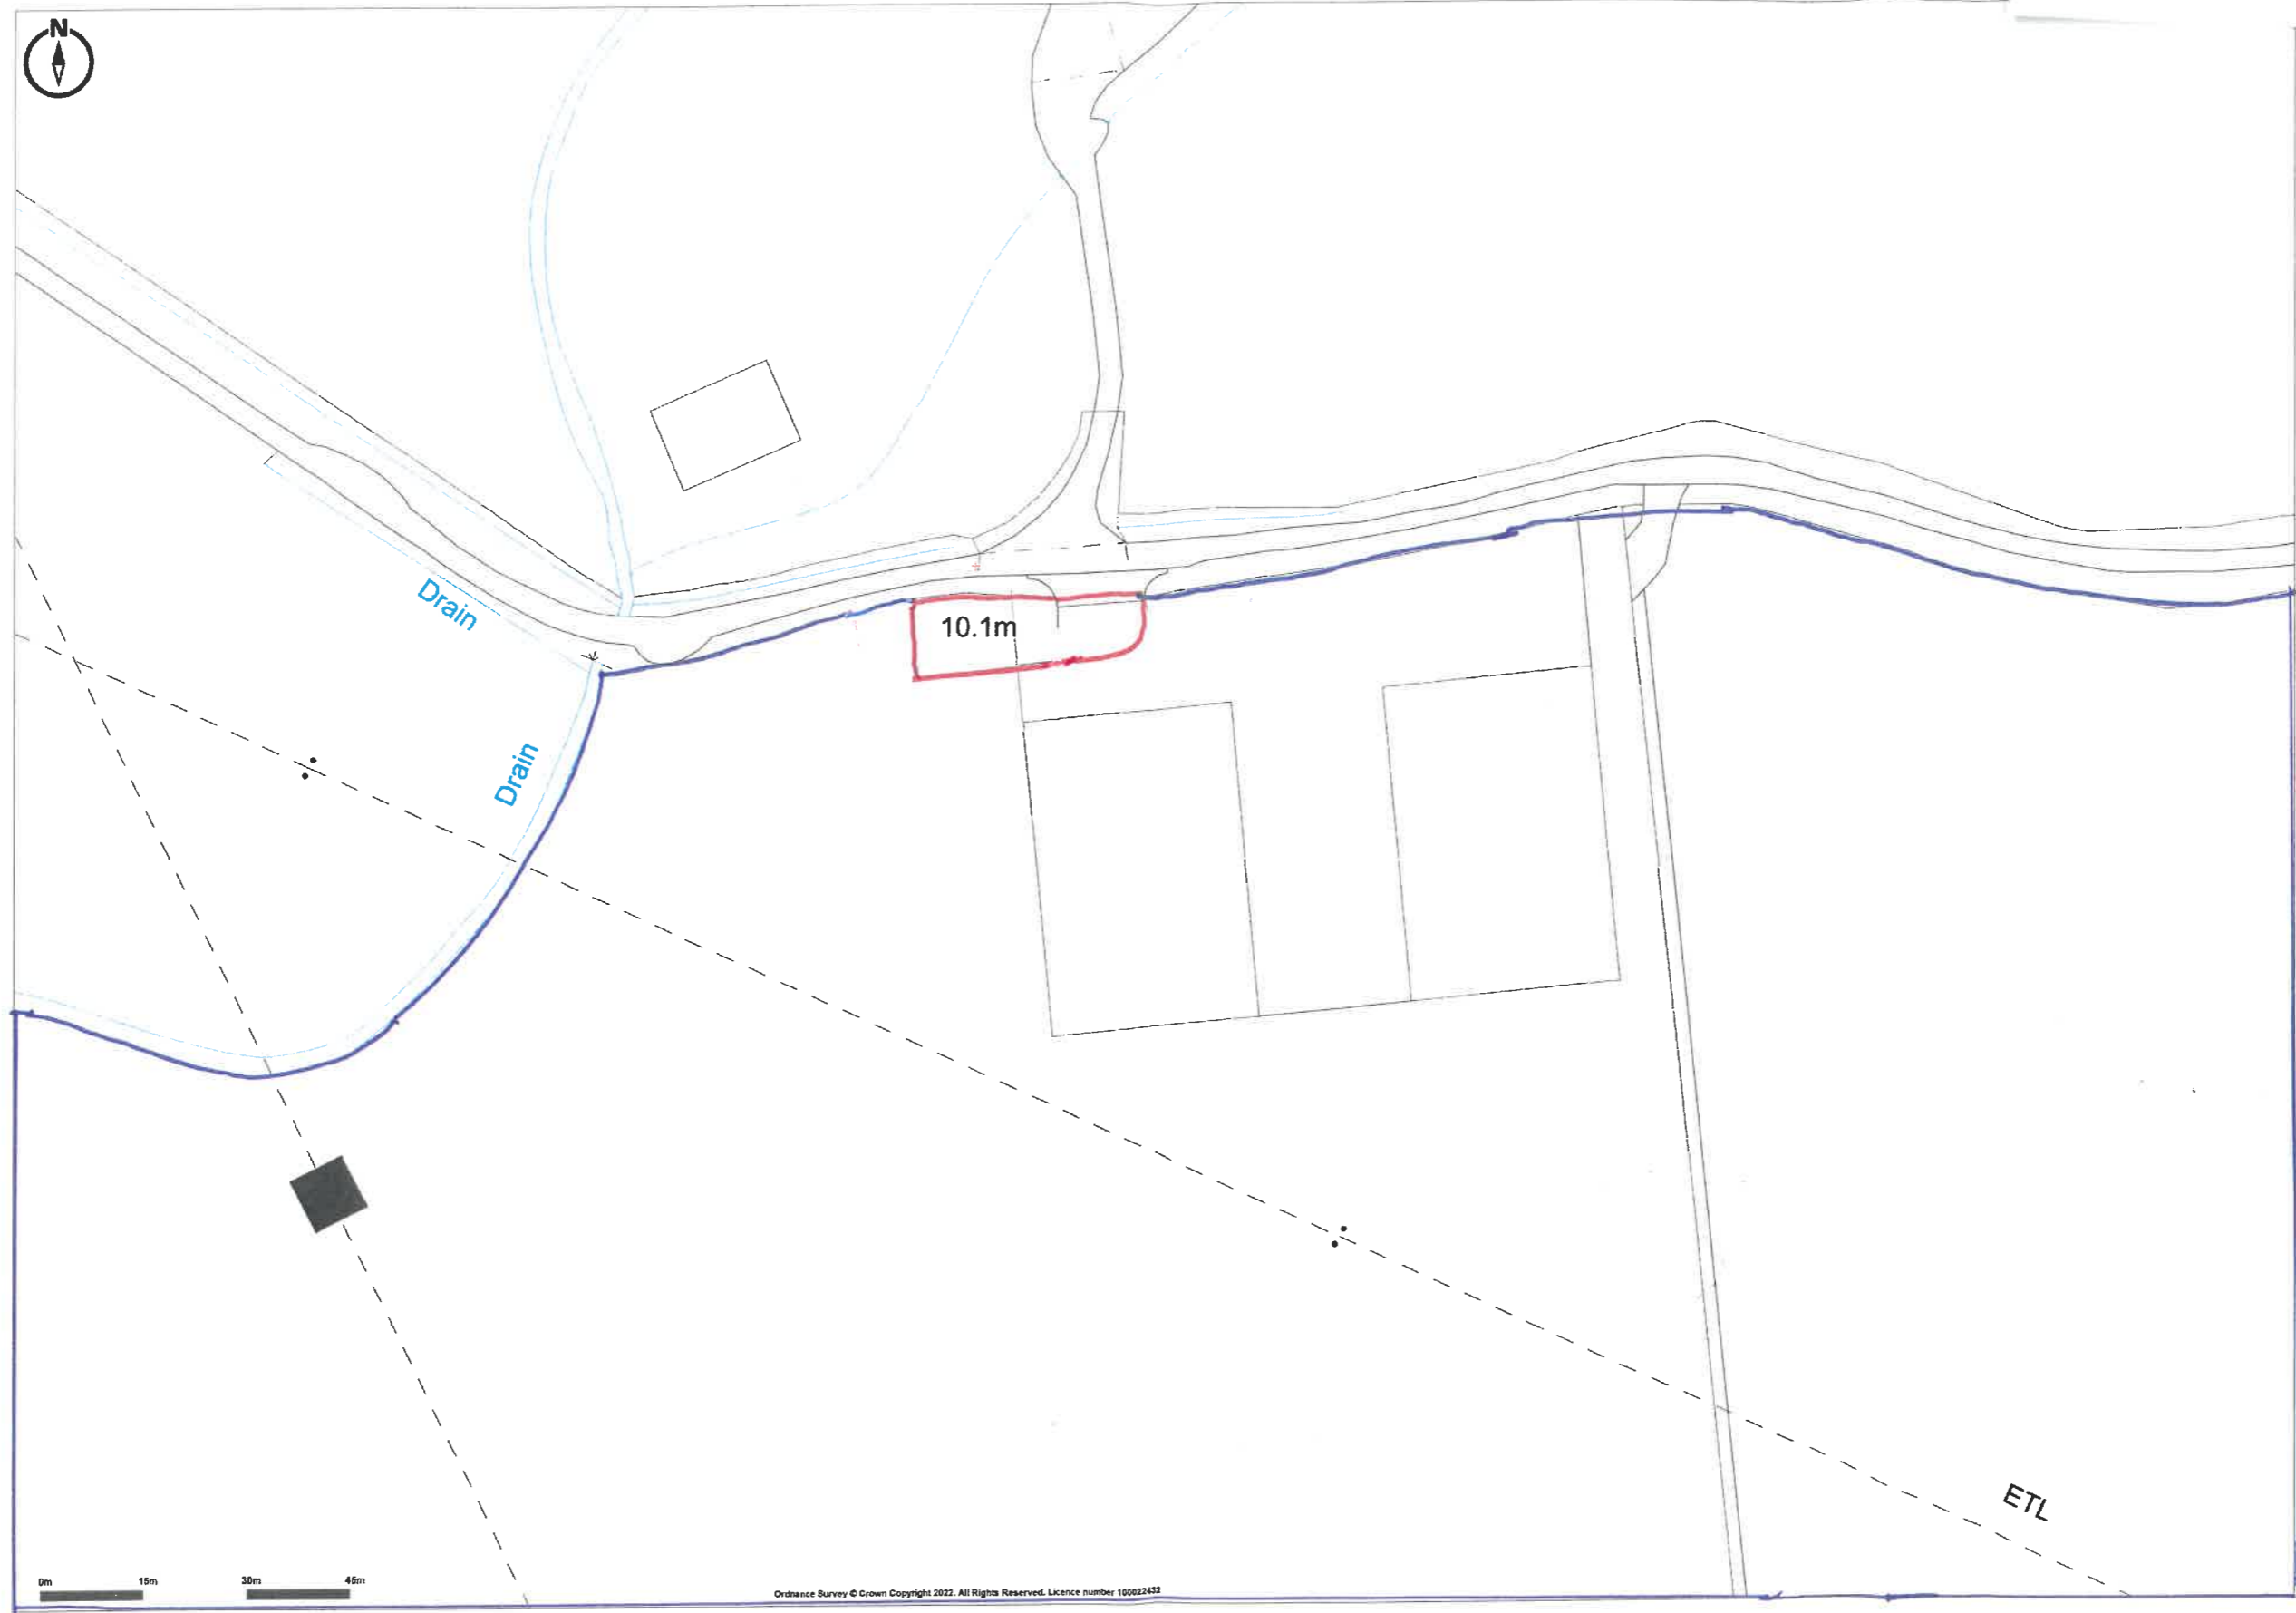 N
Drain
10.1m
Drain
ETL
0m 15m 30m 45m
Ordnance Survey © Crown Copyright 2022. All Rights Reserved. Licence number 100022432